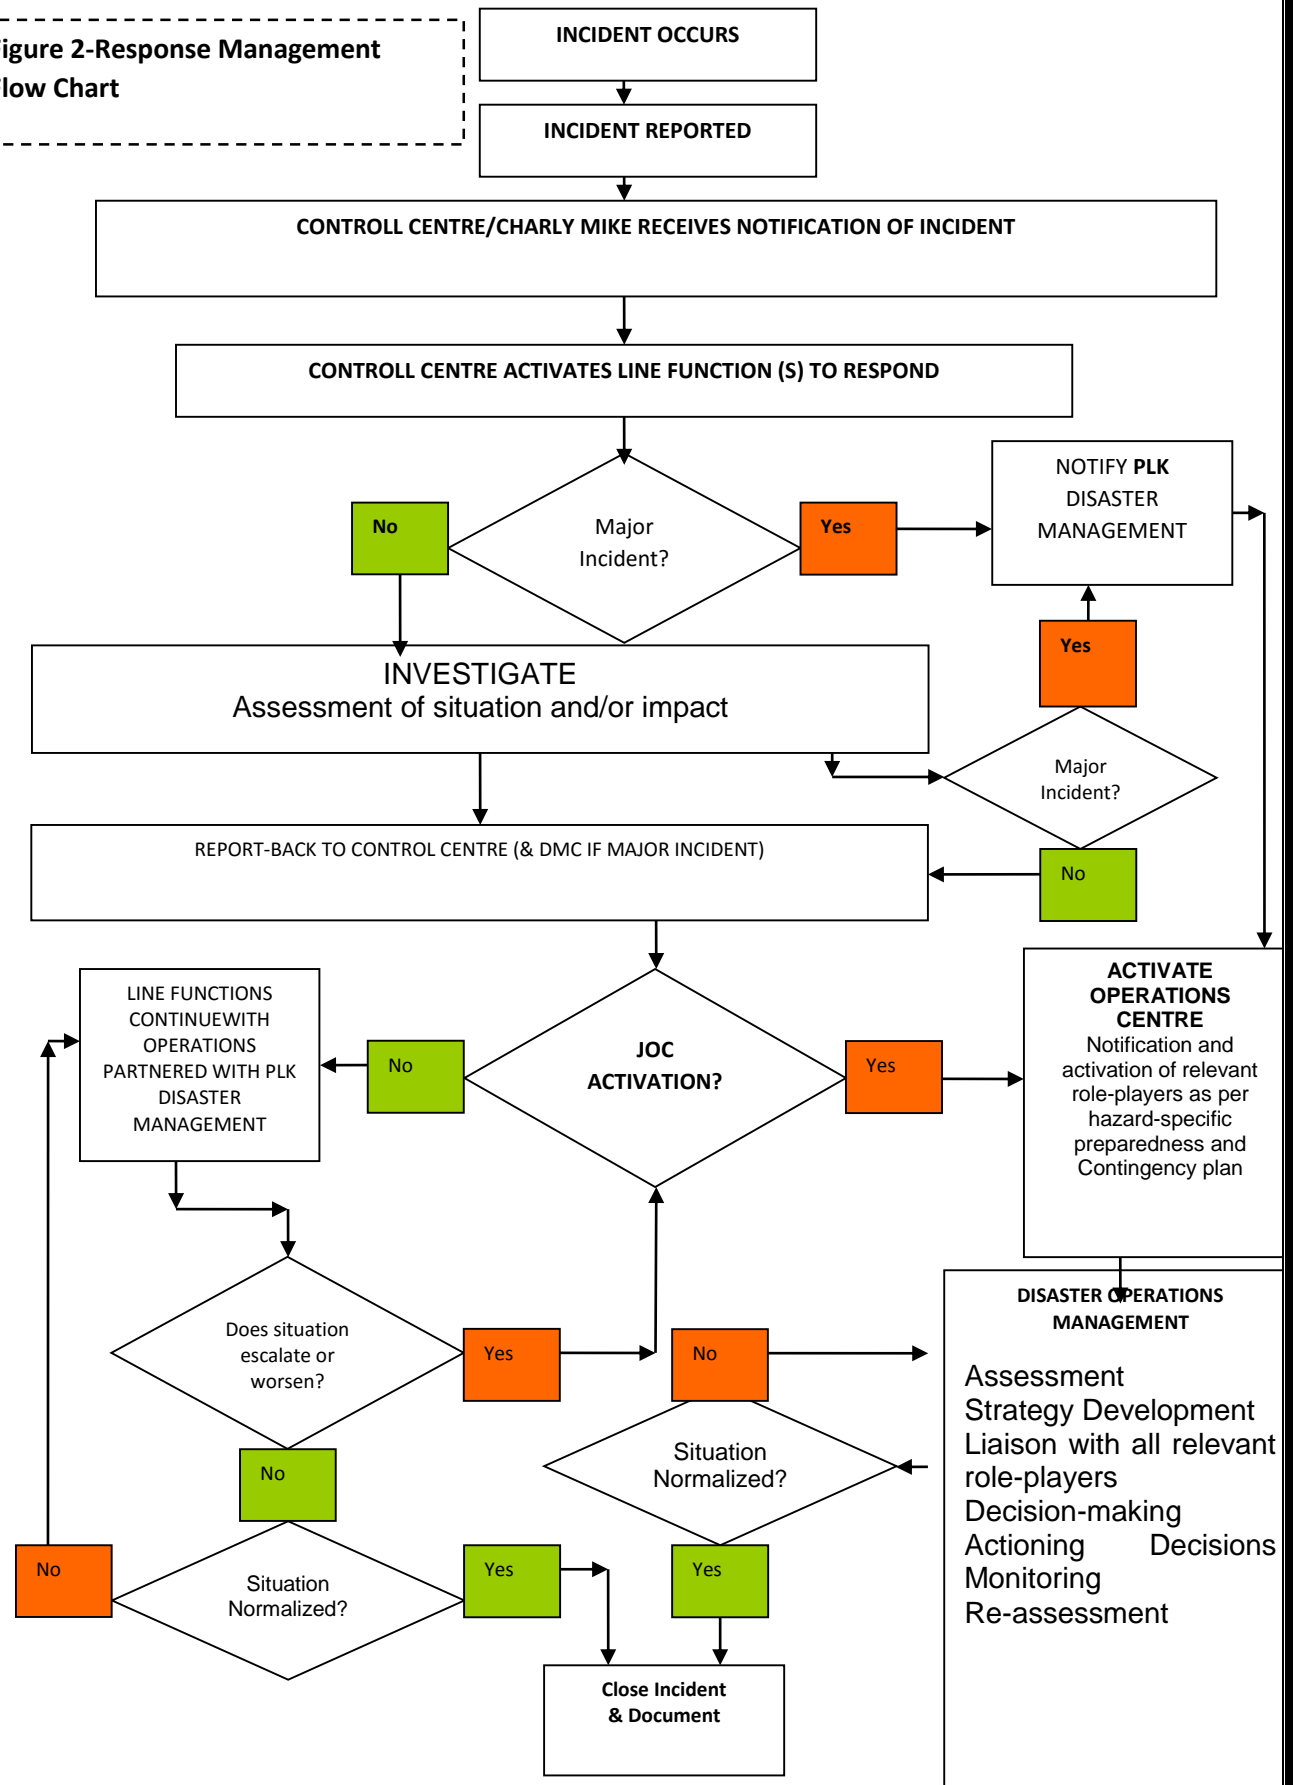 igure 2-Response Management
low Chart
INCIDENT OCCURS
INCIDENT REPORTED
CONTROLL CENTRE/CHARLY MIKE RECEIVES NOTIFICATION OF INCIDENT
CONTROLL CENTRE ACTIVATES LINE FUNCTION (S) TO RESPOND
No
Major
Incident?
Yes
NOTIFY PLK
DISASTER
MANAGEMENT
INVESTIGATE
Assessment of situation and/or impact
Yes
Major
Incident?
No
REPORT-BACK TO CONTROL CENTRE (& DMC IF MAJOR INCIDENT)
LINE FUNCTIONS
CONTINUEWITH
OPERATIONS
PARTNERED WITH PLK
DISASTER
MANAGEMENT
No
JOC
ACTIVATION?
Yes
ACTIVATE
OPERATIONS
CENTRE
Notification and
activation of relevant
role-players as per
hazard-specific
preparedness and
Contingency plan
Does situation
escalate or
worsen?
Yes
No
No
Situation
Normalized?
Yes
No
Situation
Normalized?
Yes
Close Incident
& Document
DISASTER OPERATIONS
MANAGEMENT
Assessment
Strategy Development
Liaison with all relevant
role-players
Decision-making
Actioning Decisions
Monitoring
Re-assessment